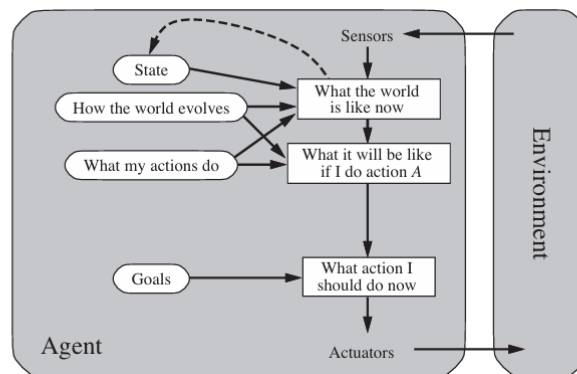 Sensors
State
What the world
is like now
How the world evolves
What it will be like
if I do action A
What my actions do
Environment
What action I
should do now
Goals
Agent
Actuators